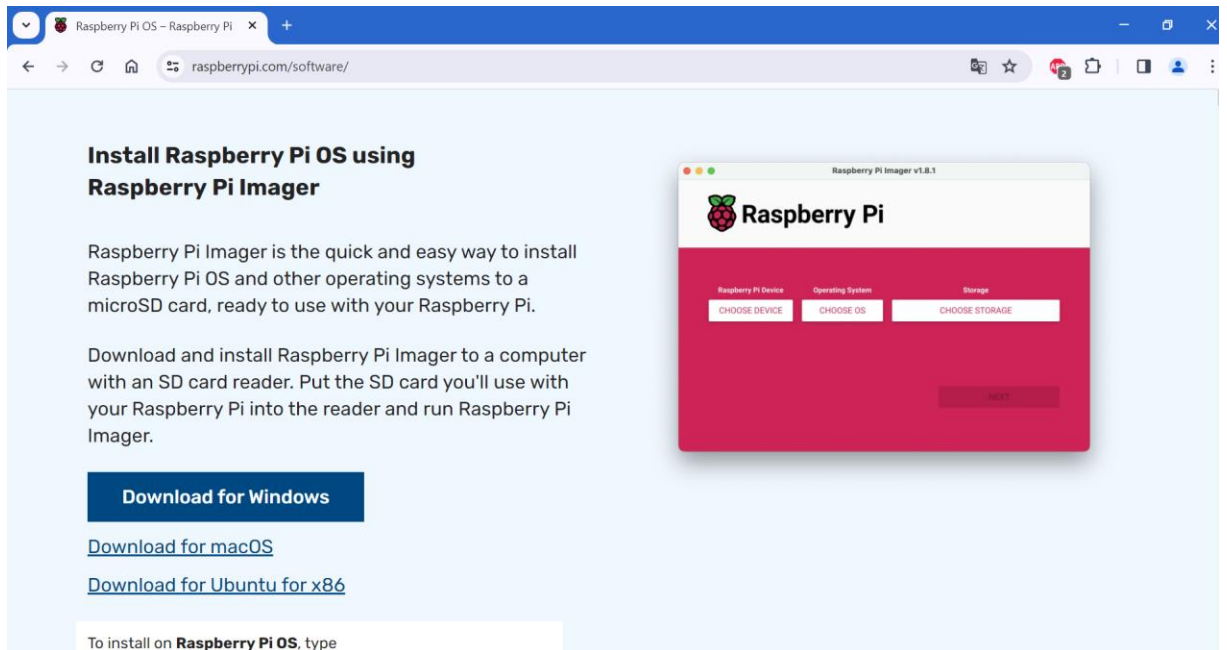 Raspberry Pi OS – Raspberry Pi
raspberrypi.com/software/
2
Install Raspberry Pi OS using
Raspberry Pi Imager
Raspberry Pi Imager is the quick and easy way to install
Raspberry Pi OS and other operating systems to a
microSD card, ready to use with your Raspberry Pi.
Download and install Raspberry Pi Imager to a computer
with an SD card reader. Put the SD card you'll use with
your Raspberry Pi into the reader and run Raspberry Pi
Imager.
Download for Windows
Download for macOS
Download for Ubuntu for x86
To install on Raspberry Pi OS, type
Raspberry Pi Imager v1.8.1
Raspberry Pi
Raspberry Pi Device Operating System Storage
CHOOSE DEVICE CHOOSE OS CHOOSE STORAGE
NEXT